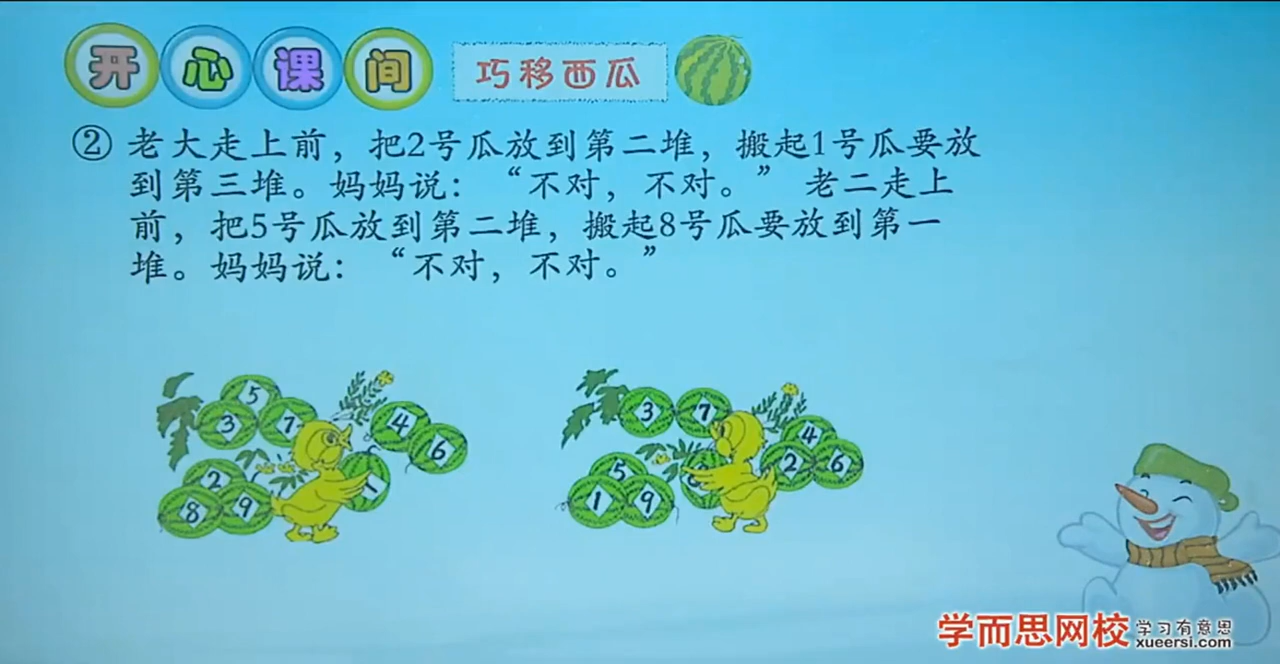 开心课间
巧移西瓜
② 老大走上前，把2号瓜放到第二堆，搬起1号瓜要放
到第三堆。妈妈说：“不对，不对。”老二走上
前，把5号瓜放到第二堆，搬起8号瓜要放到第一
堆。妈妈说：“不对，不对。”
5
3 7
4
6
2
8 9
1
3 7
4
2 6
5
1 9
学而思网校
学习有意思
xueersi.com